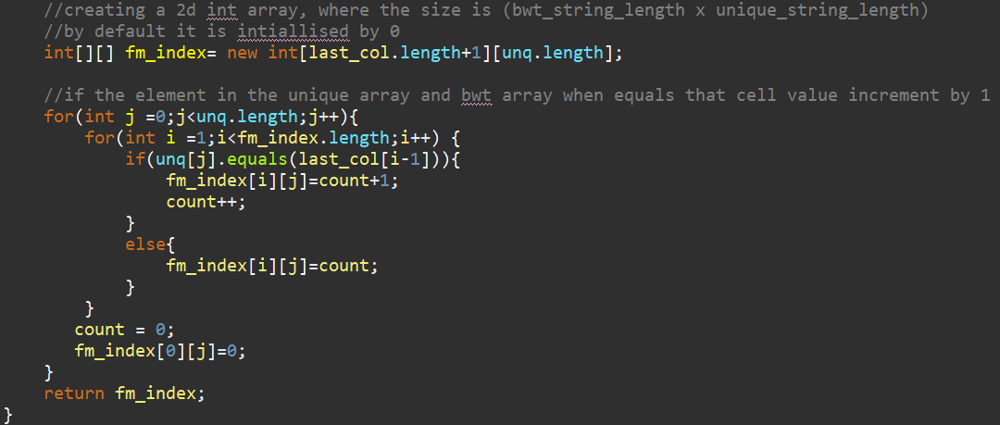 //creating a 2d int array, where the size is (bwt_string_length x unique_string_length)
//by default it is intiallised by 0
int[][] fm_index= new int[last_col.length+1][unq.length];
//if the element in the unique array and bwt array when equals that cell value increment by 1
for(int j =0;j<unq.length;j++){
for(int i =1;i<fm_index.length;i++) {
if(unq[j].equals(last_col[i-1])){
fm_index[i][j]=count+1;
count++;
}
else{
fm_index[i][j]=count;
}
}
count = 0;
fm_index[0][j]=0;
}
return fm_index;
}